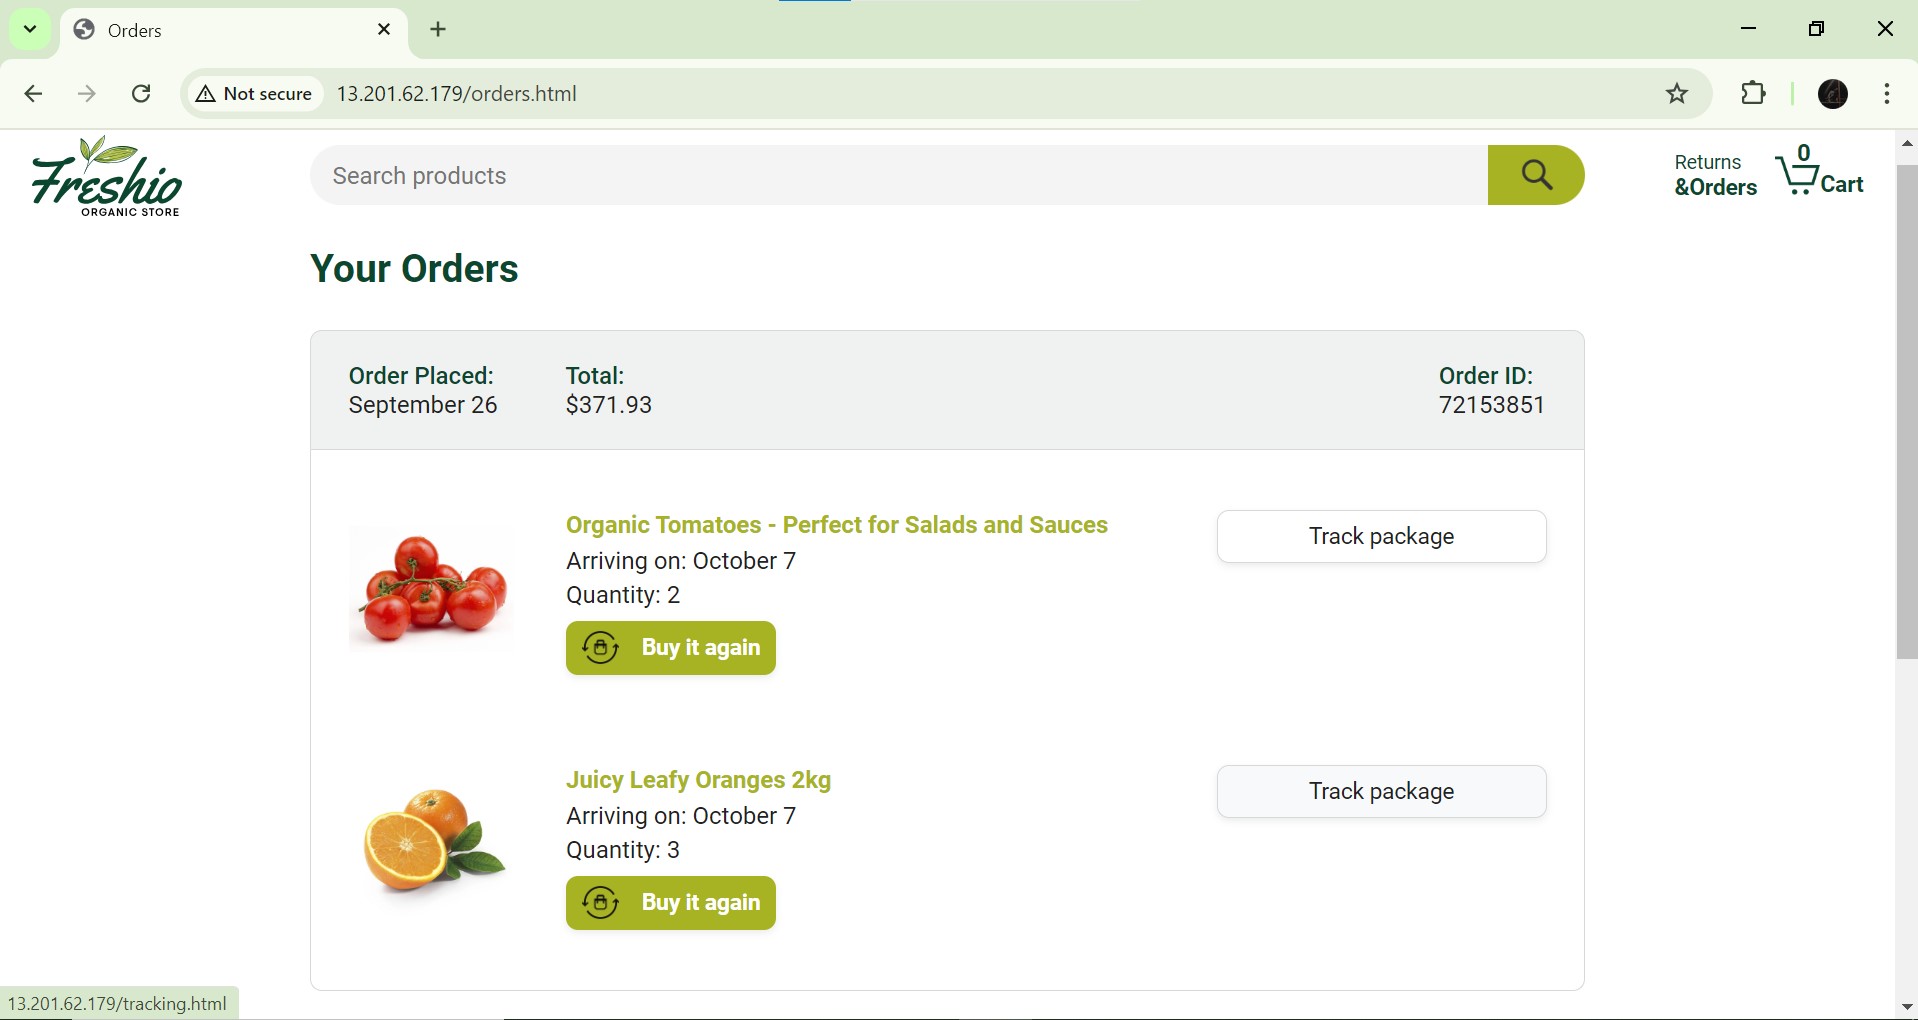 Orders
Not secure
13.201.62.179/orders.html
Freshio
ORGANIC STORE
Search products
Returns
&Orders
0
Cart
Your Orders
Order Placed:
September 26
Total:
$371.93
Order ID:
72153851
Organic Tomatoes - Perfect for Salads and Sauces
Arriving on: October 7
Quantity: 2
Buy it again
Track package
Juicy Leafy Oranges 2kg
Arriving on: October 7
Quantity: 3
Buy it again
Track package
13.201.62.179/tracking.html